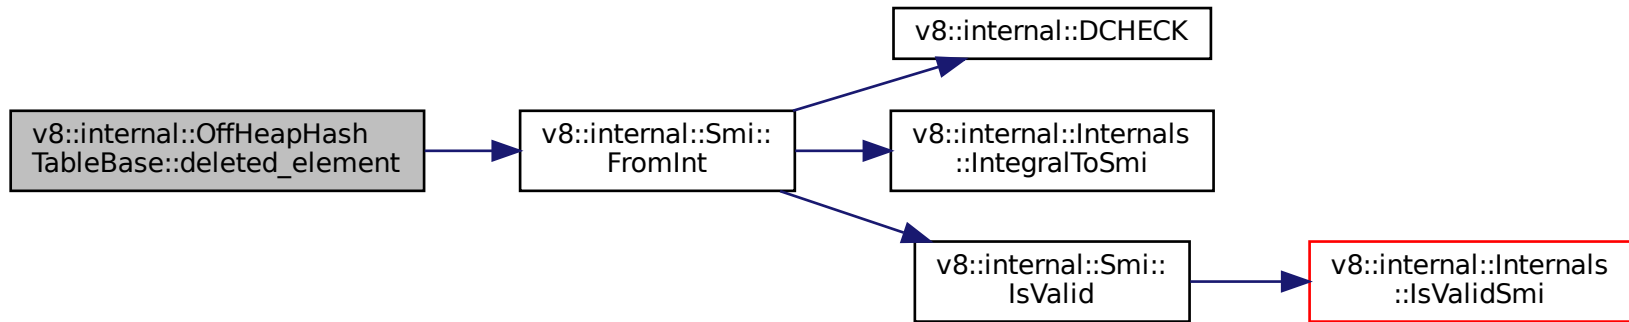 v8::internal::OffHeapHash
TableBase::deleted_element
v8::internal::Smi::
FromInt
v8::internal::DCHECK
v8::internal::Internals
::IntegralToSmi
v8::internal::Smi::
IsValid
v8::internal::Internals
::IsValidSmi